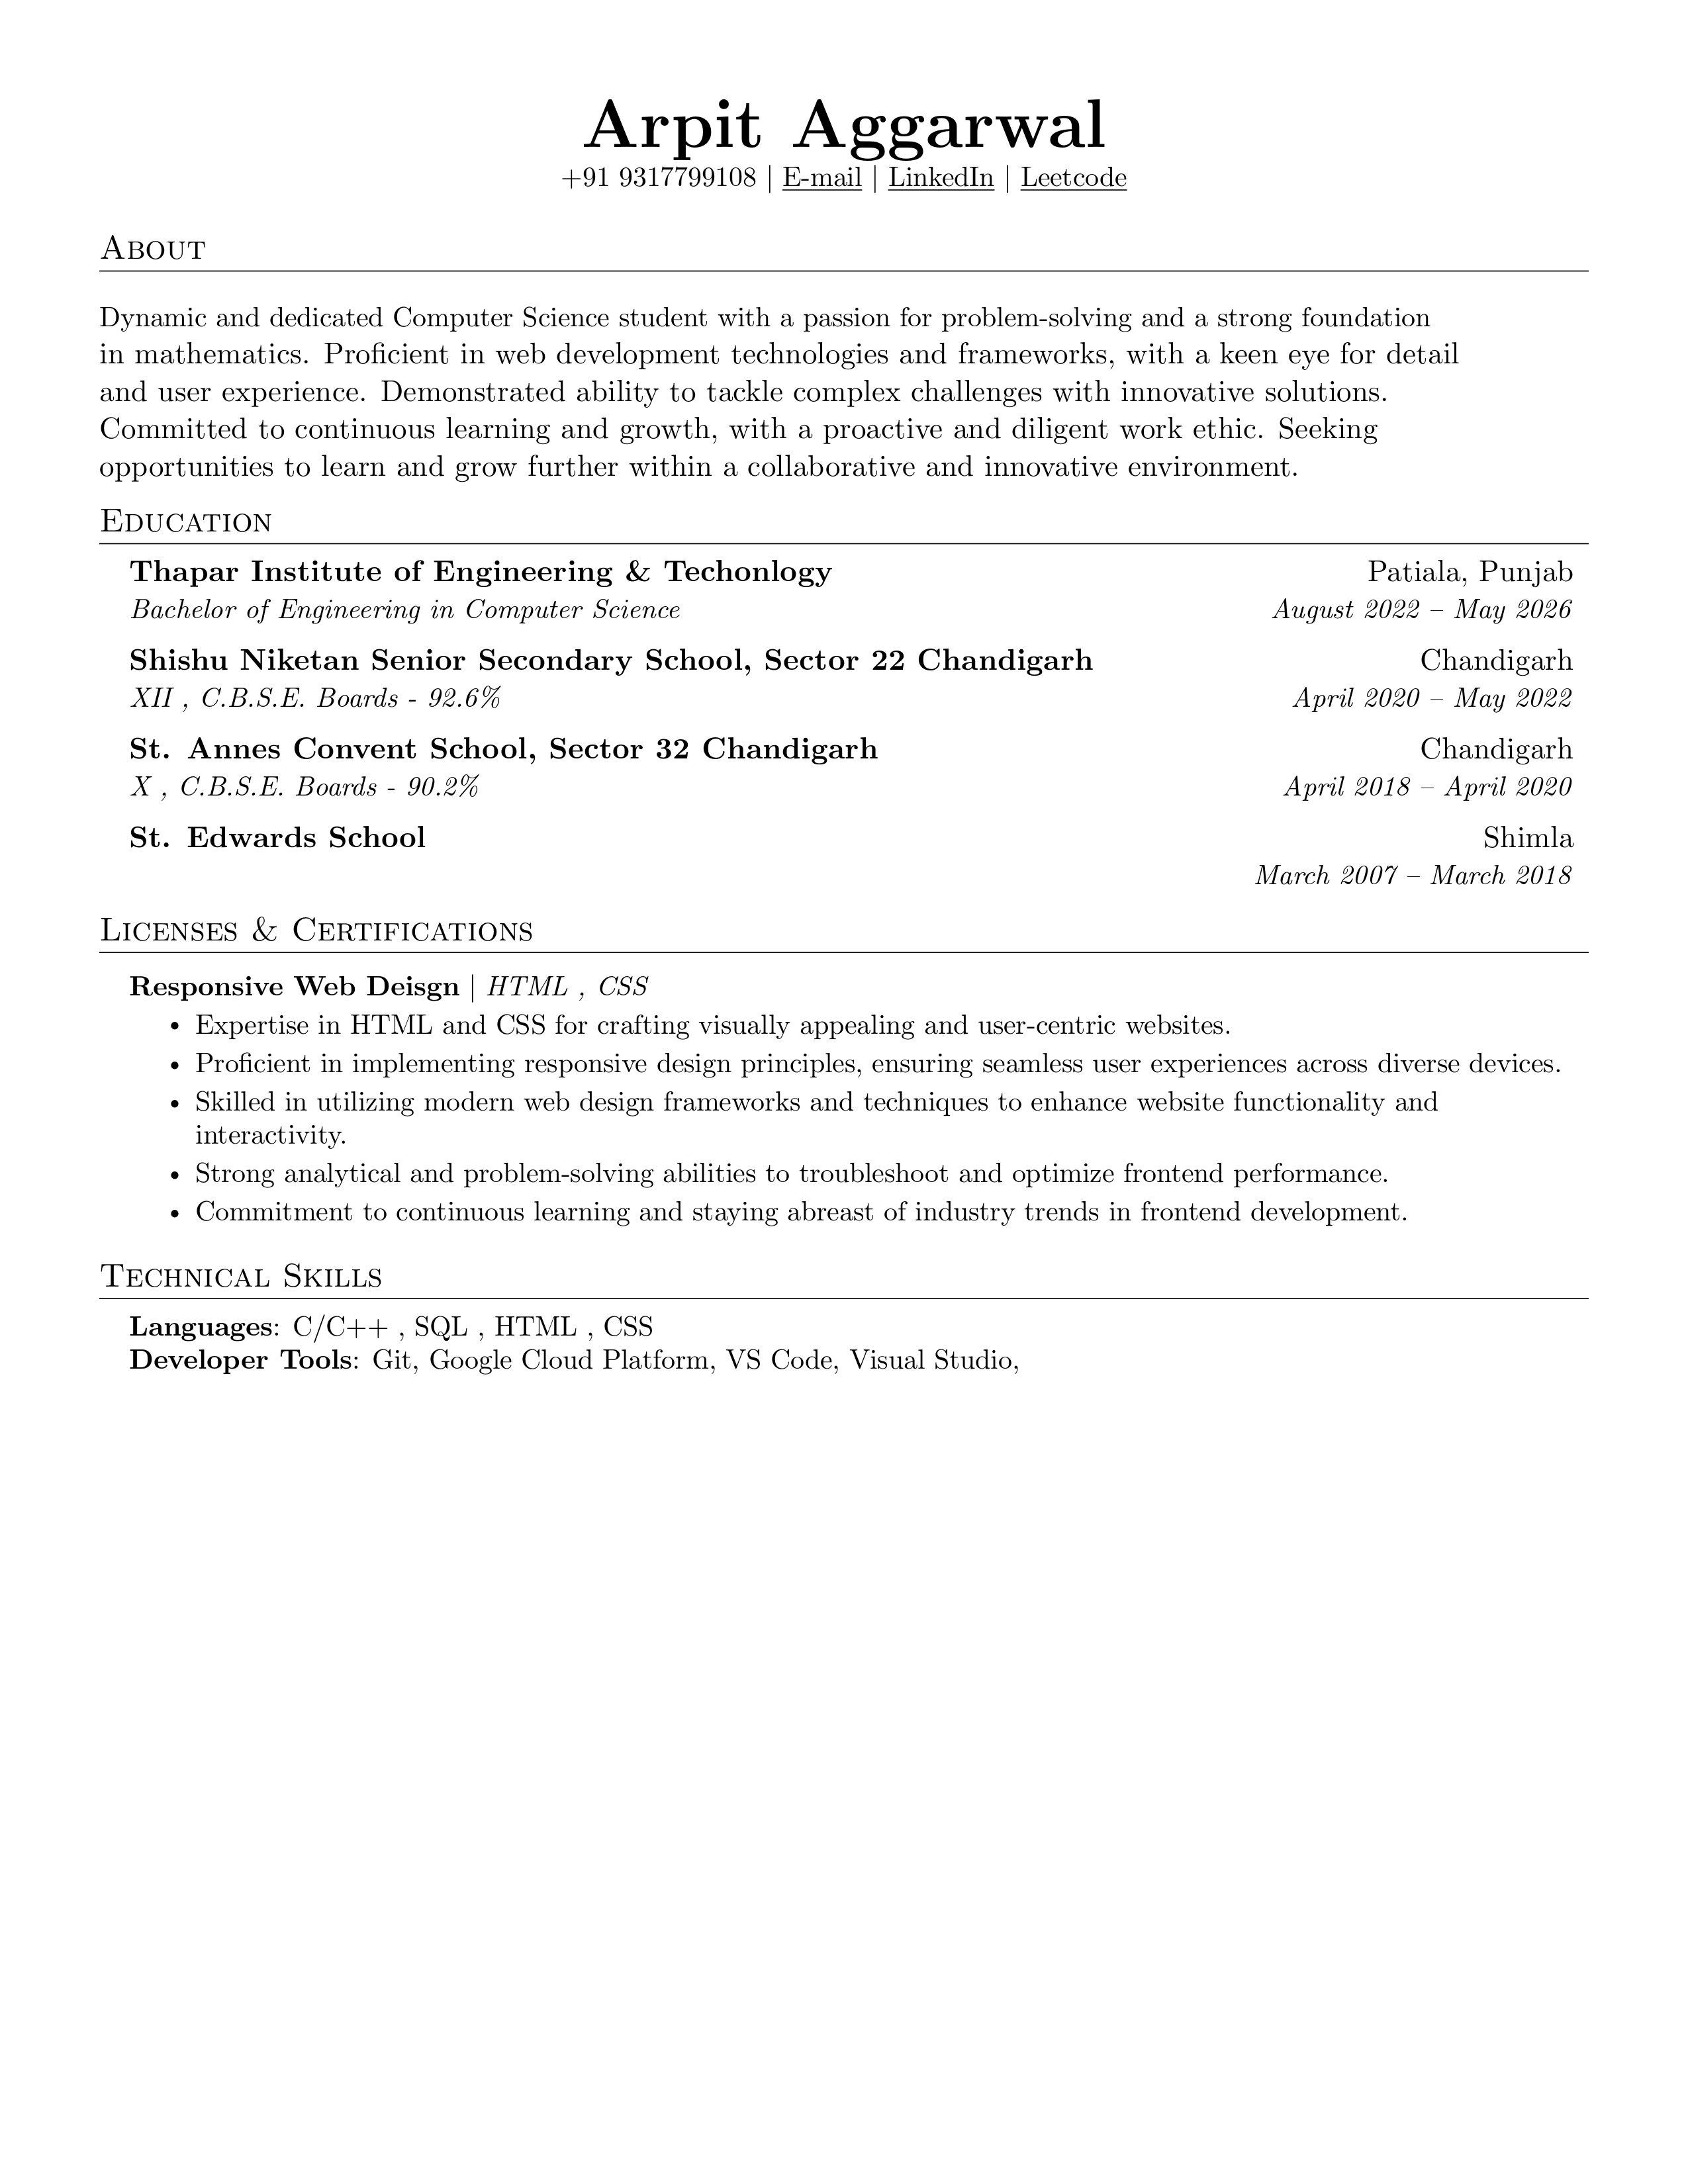 Arpit Aggarwal
+91 9317799108 | E-mail | LinkedIn | Leetcode
About
Dynamic and dedicated Computer Science student with a passion for problem-solving and a strong foundation
in mathematics. Proficient in web development technologies and frameworks, with a keen eye for detail
and user experience. Demonstrated ability to tackle complex challenges with innovative solutions.
Committed to continuous learning and growth, with a proactive and diligent work ethic. Seeking
opportunities to learn and grow further within a collaborative and innovative environment.
Education
Thapar Institute of Engineering & Techonlogy Patiala, Punjab
Bachelor of Engineering in Computer Science August 2022 – May 2026
Shishu Niketan Senior Secondary School, Sector 22 Chandigarh Chandigarh
XII , C.B.S.E. Boards - 92.6% April 2020 – May 2022
St. Annes Convent School, Sector 32 Chandigarh Chandigarh
X , C.B.S.E. Boards - 90.2% April 2018 – April 2020
St. Edwards School Shimla
March 2007 – March 2018
Licenses & Certifications
Responsive Web Deisgn | HTML , CSS
• Expertise in HTML and CSS for crafting visually appealing and user-centric websites.
• Proficient in implementing responsive design principles, ensuring seamless user experiences across diverse devices.
• Skilled in utilizing modern web design frameworks and techniques to enhance website functionality and
interactivity.
• Strong analytical and problem-solving abilities to troubleshoot and optimize frontend performance.
• Commitment to continuous learning and staying abreast of industry trends in frontend development.
Technical Skills
Languages: C/C++ , SQL , HTML , CSS
Developer Tools: Git, Google Cloud Platform, VS Code, Visual Studio,